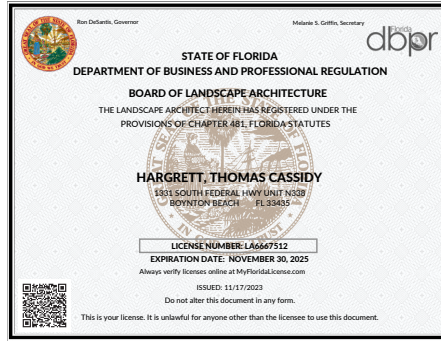 Ron DeSantis, Governor
Melanie S. Griffin, Secretary
Florida
dbpr
STATE OF FLORIDA
DEPARTMENT OF BUSINESS AND PROFESSIONAL REGULATION
BOARD OF LANDSCAPE ARCHITECTURE
THE LANDSCAPE ARCHITECT HEREIN HAS REGISTERED UNDER THE
PROVISIONS OF CHAPTER 481, FLORIDA STATUTES
HARGRETT, THOMAS CASSIDY
1331 SOUTH FEDERAL HWY UNIT N338
BOYNTON BEACH FL 33435
LICENSE NUMBER: LA6667512
EXPIRATION DATE: NOVEMBER 30, 2025
Always verify licenses online at MyFloridaLicense.com
ISSUED: 11/17/2023
Do not alter this document in any form.
This is your license. It is unlawful for anyone other than the licensee to use this document.